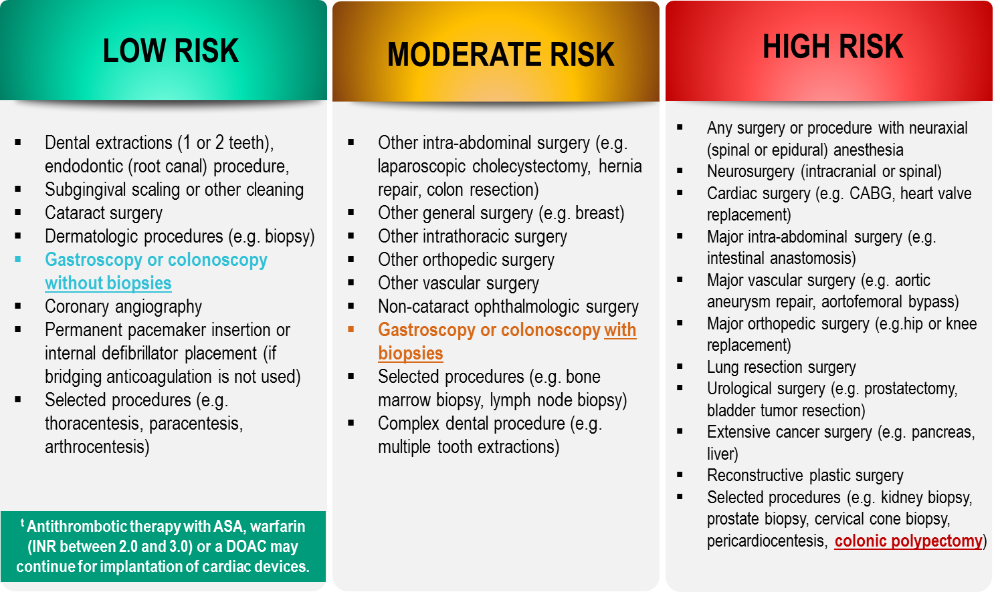 LOW RISK
▪ Dental extractions (1 or 2 teeth),
endodontic (root canal) procedure,
▪ Subgingival scaling or other cleaning
▪ Cataract surgery
▪ Dermatologic procedures (e.g. biopsy)
▪ Gastroscopy or colonoscopy
without biopsies
▪ Coronary angiography
▪ Permanent pacemaker insertion or
internal defibrillator placement (if
bridging anticoagulation is not used)
▪ Selected procedures (e.g.
thoracentesis, paracentesis,
arthrocentesis)
t Antithrombotic therapy with ASA, warfarin
(INR between 2.0 and 3.0) or a DOAC may
continue for implantation of cardiac devices.
MODERATE RISK
▪ Other intra-abdominal surgery (e.g.
laparoscopic cholecystectomy, hernia
repair, colon resection)
▪ Other general surgery (e.g. breast)
▪ Other intrathoracic surgery
▪ Other orthopedic surgery
▪ Other vascular surgery
▪ Non-cataract ophthalmologic surgery
▪ Gastroscopy or colonoscopy with
biopsies
▪ Selected procedures (e.g. bone
marrow biopsy, lymph node biopsy)
▪ Complex dental procedure (e.g.
multiple tooth extractions)
HIGH RISK
▪ Any surgery or procedure with neuraxial
(spinal or epidural) anesthesia
▪ Neurosurgery (intracranial or spinal)
▪ Cardiac surgery (e.g. CABG, heart valve
replacement)
▪ Major intra-abdominal surgery (e.g.
intestinal anastomosis)
▪ Major vascular surgery (e.g. aortic
aneurysm repair, aortofemoral bypass)
▪ Major orthopedic surgery (e.g.hip or knee
replacement)
▪ Lung resection surgery
▪ Urological surgery (e.g. prostatectomy,
bladder tumor resection)
▪ Extensive cancer surgery (e.g. pancreas,
liver)
▪ Reconstructive plastic surgery
▪ Selected procedures (e.g. kidney biopsy,
prostate biopsy, cervical cone biopsy,
pericardiocentesis, colonic polypectomy)